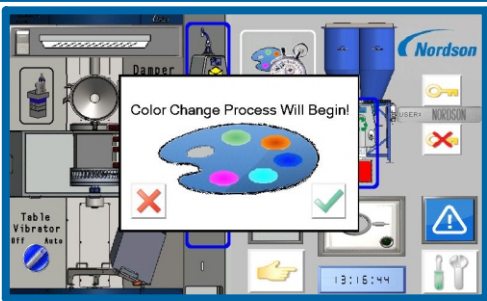 Nordson
Damper
Color Change Process Will Begin!
USER: NORDSON
Table
Vibrator
Off Auto
13:16:44